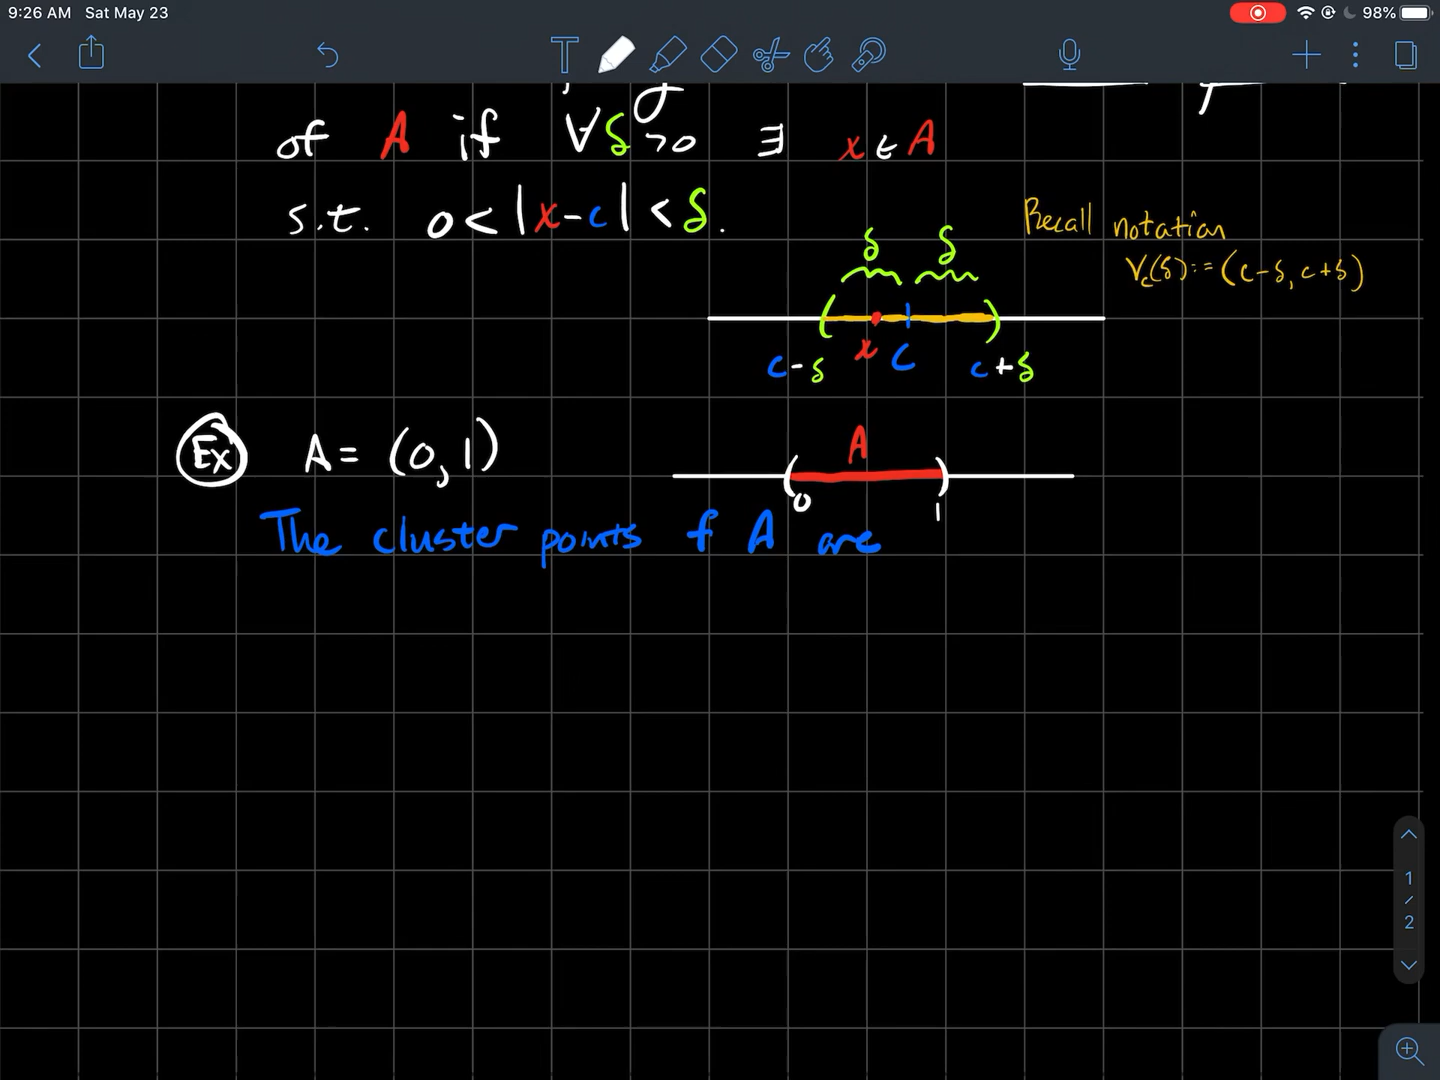 9:26 AM Sat May 23
98%
of A if ∀δ>0 ∃ x ∈ A
s.t. 0 < |x-c| < δ.
Recall notation
V_c(δ) := (c-δ, c+δ)
δ δ
c-δ x c c+δ
Ex A = (0,1)
A
0 1
The cluster points f A are
1
/
2